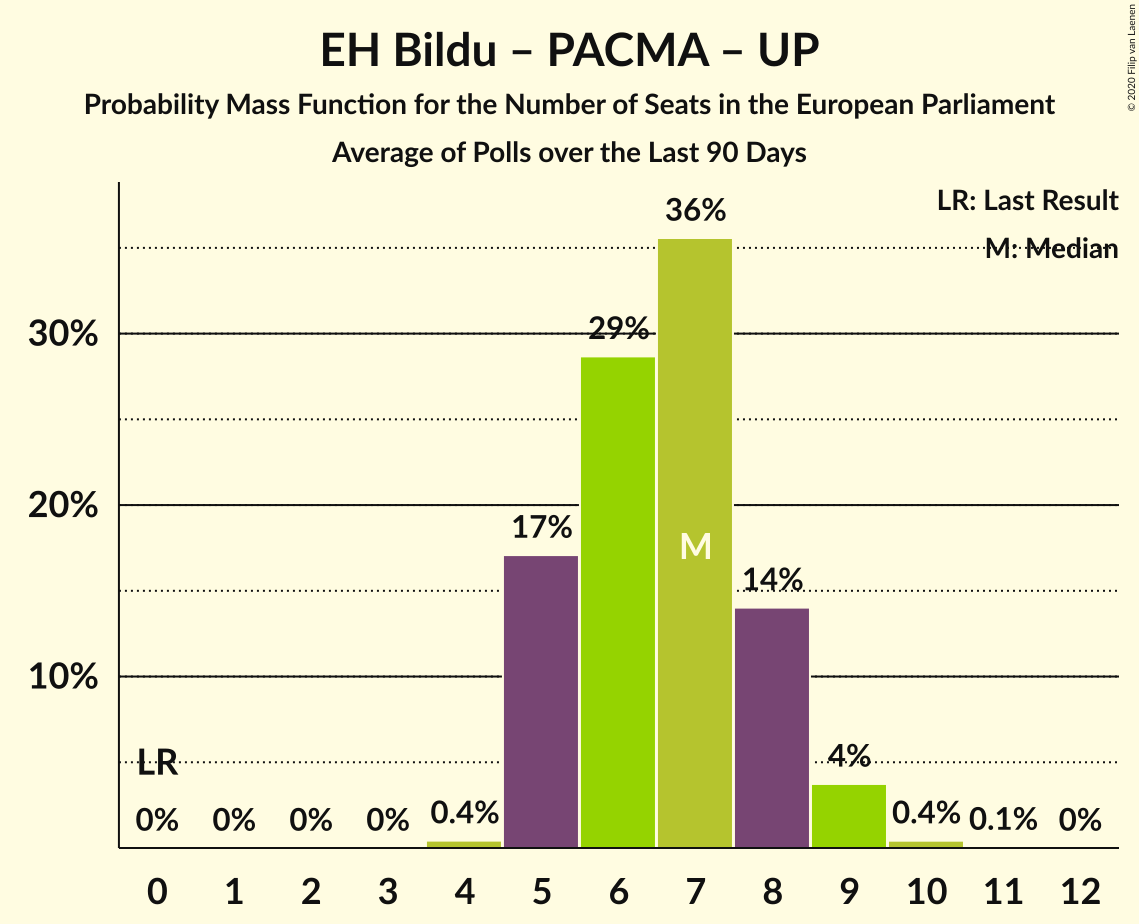 EH Bildu – PACMA – UP
Probability Mass Function for the Number of Seats in the European Parliament
Average of Polls over the Last 90 Days
© 2020 Filip van Laenen
LR: Last Result
M: Median
30%
20%
10%
LR
0%
0%
0%
0%
0.4%
17%
29%
36%
M
14%
4%
0.4%
0.1%
0%
0 1 2 3 4 5 6 7 8 9 10 11 12